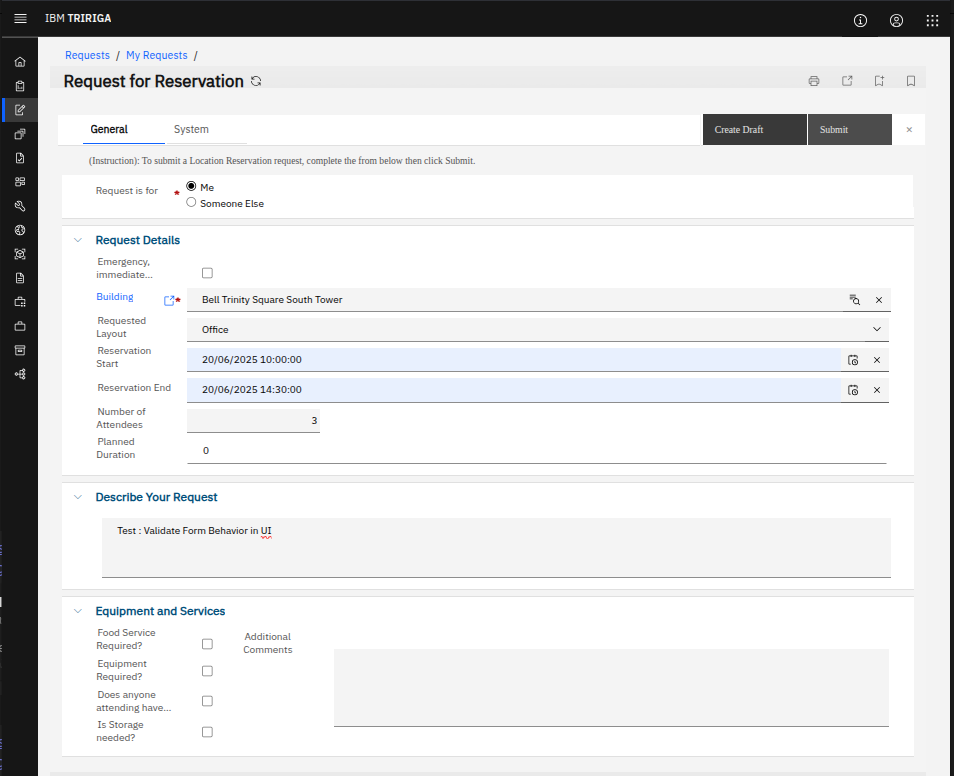 IBM TRIRIGA
Requests / My Requests /
Request for Reservation
General System Create Draft Submit
(Instruction): To submit a Location Reservation request, complete the from below then click Submit.
Request is for * Me
Someone Else
Request Details
Emergency,
immediate...
Building * Bell Trinity Square South Tower
Requested
Layout
Office
Reservation
Start
20/06/2025 10:00:00
Reservation End 20/06/2025 14:30:00
Number of
Attendees
3
Planned
Duration
0
Describe Your Request
Test : Validate Form Behavior in UI
Equipment and Services
Food Service
Required?
Additional
Comments
Equipment
Required?
Does anyone
attending have...
Is Storage
needed?